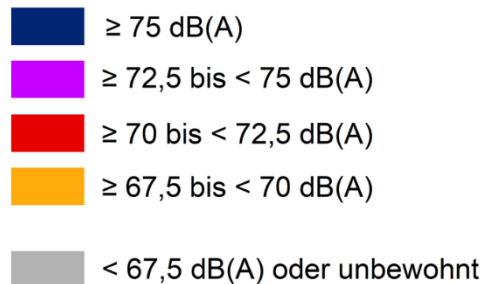 ≥ 75 dB(A)
≥ 72,5 bis < 75 dB(A)
≥ 70 bis < 72,5 dB(A)
≥ 67,5 bis < 70 dB(A)
< 67,5 dB(A) oder unbewohnt